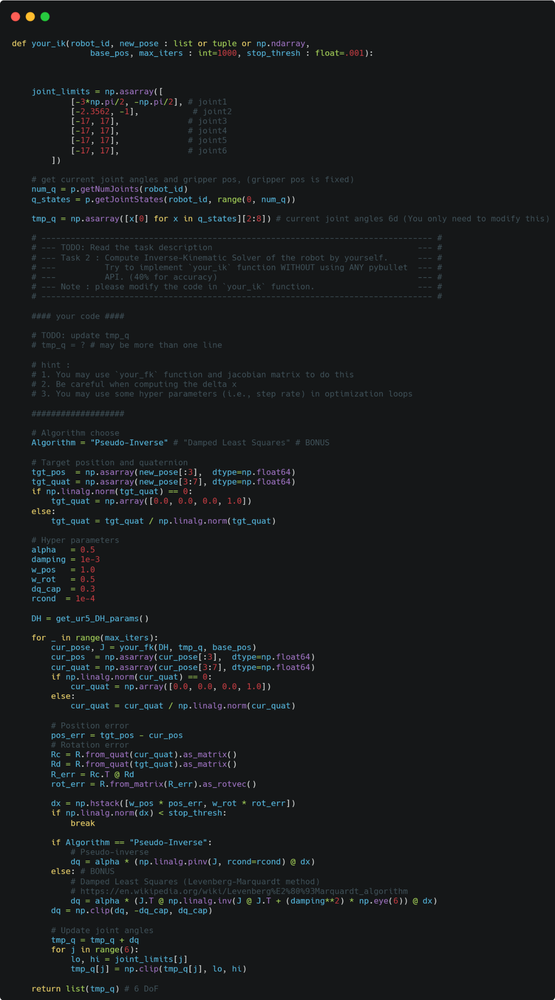 def your_ik(robot_id, new_pose : list or tuple or np.ndarray,
                base_pos, max_iters : int=1000, stop_thresh : float=.001):

    joint_limits = np.asarray([
            [-3*np.pi/2, -np.pi/2], # joint1
            [-2.3562, -1],           # joint2
            [-17, 17],              # joint3
            [-17, 17],              # joint4
            [-17, 17],              # joint5
            [-17, 17],              # joint6
        ])

    # get current joint angles and gripper pos, (gripper pos is fixed)
    num_q = p.getNumJoints(robot_id)
    q_states = p.getJointStates(robot_id, range(0, num_q))

    tmp_q = np.asarray([x[0] for x in q_states][2:8]) # current joint angles 6d (You only need to modify this)

    # -------------------------------------------------------------------------------- #
    # --- TODO: Read the task description                                          --- #
    # --- Task 2 : Compute Inverse-Kinematic Solver of the robot by yourself.      --- #
    # ---          Try to implement `your_ik` function WITHOUT using ANY pybullet  --- #
    # ---          API. (40% for accuracy)                                         --- #
    # --- Note : please modify the code in `your_ik` function.                     --- #
    # -------------------------------------------------------------------------------- #

    #### your code ####

    # TODO: update tmp_q
    # tmp_q = ? # may be more than one line

    # hint :
    # 1. You may use `your_fk` function and jacobian matrix to do this
    # 2. Be careful when computing the delta x
    # 3. You may use some hyper parameters (i.e., step rate) in optimization loops

    ###################

    # Algorithm choose
    Algorithm = "Pseudo-Inverse" # "Damped Least Squares" # BONUS

    # Target position and quaternion
    tgt_pos  = np.asarray(new_pose[:3],  dtype=np.float64)
    tgt_quat = np.asarray(new_pose[3:7], dtype=np.float64)
    if np.linalg.norm(tgt_quat) == 0:
        tgt_quat = np.array([0.0, 0.0, 0.0, 1.0])
    else:
        tgt_quat = tgt_quat / np.linalg.norm(tgt_quat)

    # Hyper parameters
    alpha   = 0.5
    damping = 1e-3
    w_pos   = 1.0
    w_rot   = 0.5
    dq_cap  = 0.3
    rcond  = 1e-4

    DH = get_ur5_DH_params()

    for _ in range(max_iters):
        cur_pose, J = your_fk(DH, tmp_q, base_pos)
        cur_pos  = np.asarray(cur_pose[:3],  dtype=np.float64)
        cur_quat = np.asarray(cur_pose[3:7], dtype=np.float64)
        if np.linalg.norm(cur_quat) == 0:
            cur_quat = np.array([0.0, 0.0, 0.0, 1.0])
        else:
            cur_quat = cur_quat / np.linalg.norm(cur_quat)

        # Position error
        pos_err = tgt_pos - cur_pos
        # Rotation error
        Rc = R.from_quat(cur_quat).as_matrix()
        Rd = R.from_quat(tgt_quat).as_matrix()
        R_err = Rc.T @ Rd
        rot_err = R.from_matrix(R_err).as_rotvec()

        dx = np.hstack([w_pos * pos_err, w_rot * rot_err])
        if np.linalg.norm(dx) < stop_thresh:
            break

        if Algorithm == "Pseudo-Inverse":
            # Pseudo-inverse
            dq = alpha * (np.linalg.pinv(J, rcond=rcond) @ dx)
        else: # BONUS
            # Damped Least Squares (Levenberg-Marquardt method)
            # https://en.wikipedia.org/wiki/Levenberg%E2%80%93Marquardt_algorithm
            dq = alpha * (J.T @ np.linalg.inv(J @ J.T + (damping**2) * np.eye(6)) @ dx)
        dq = np.clip(dq, -dq_cap, dq_cap)

        # Update joint angles
        tmp_q = tmp_q + dq
        for j in range(6):
            lo, hi = joint_limits[j]
            tmp_q[j] = np.clip(tmp_q[j], lo, hi)

    return list(tmp_q) # 6 DoF